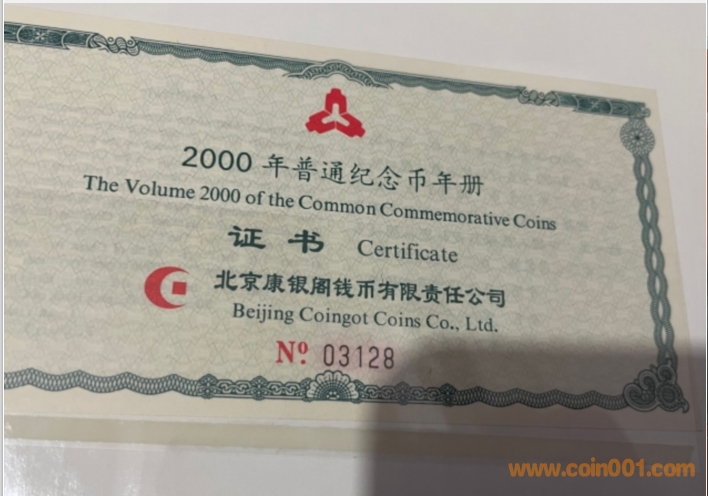 2000 年普通纪念币年册
The Volume 2000 of the Common Commemorative Coins
证书 Certificate
北京康银阁钱币有限责任公司
Beijing Coingot Coins Co., Ltd.
Nº 03128
www.coin001.com